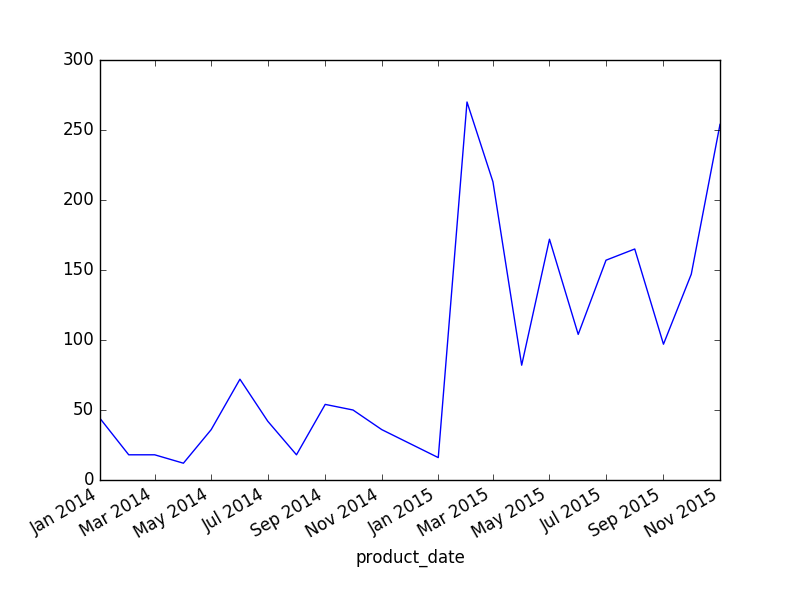 300
250
200
150
100
50
0
Jan 2014
Mar 2014
May 2014
Jul 2014
Sep 2014
Nov 2014
Jan 2015
Mar 2015
May 2015
Jul 2015
Sep 2015
Nov 2015
product_date